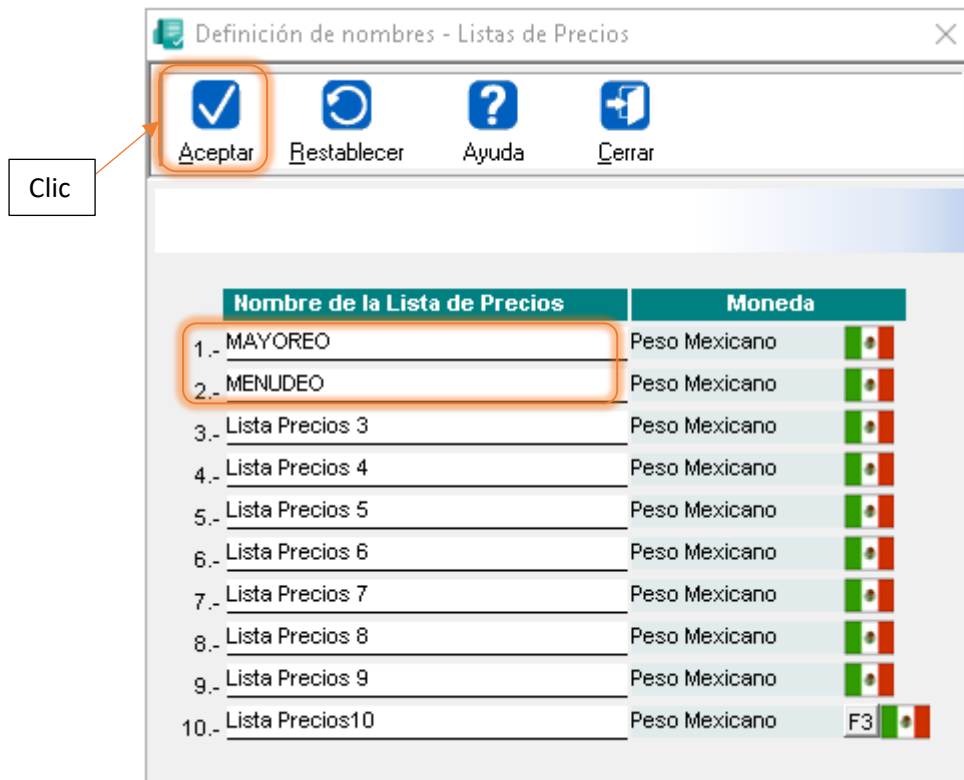 Definición de nombres - Listas de Precios
Aceptar Restablecer Ayuda Cerrar
Clic
Nombre de la Lista de Precios Moneda
1.- MAYOREO Peso Mexicano
2.- MENUDEO Peso Mexicano
3.- Lista Precios 3 Peso Mexicano
4.- Lista Precios 4 Peso Mexicano
5.- Lista Precios 5 Peso Mexicano
6.- Lista Precios 6 Peso Mexicano
7.- Lista Precios 7 Peso Mexicano
8.- Lista Precios 8 Peso Mexicano
9.- Lista Precios 9 Peso Mexicano
10.- Lista Precios10 Peso Mexicano F3